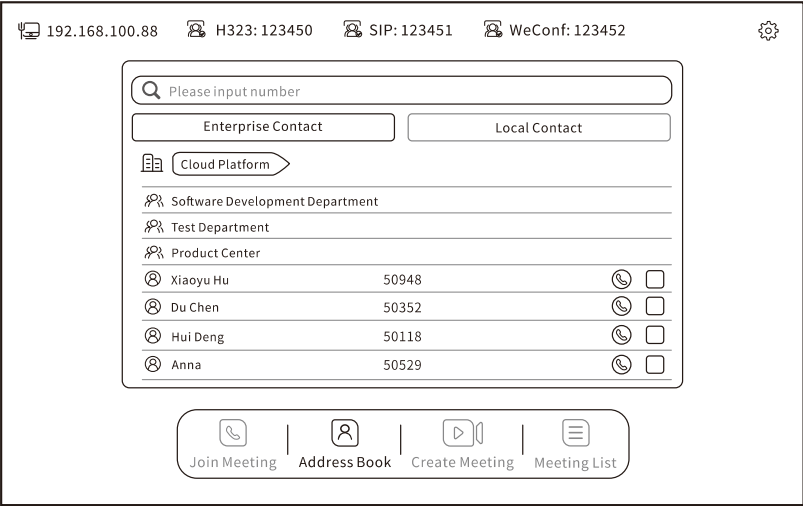 192.168.100.88 H323: 123450 SIP: 123451 WeConf: 123452
Please input number
Enterprise Contact Local Contact
Cloud Platform
Software Development Department
Test Department
Product Center
Xiaoyu Hu 50948
Du Chen 50352
Hui Deng 50118
Anna 50529
Join Meeting Address Book Create Meeting Meeting List